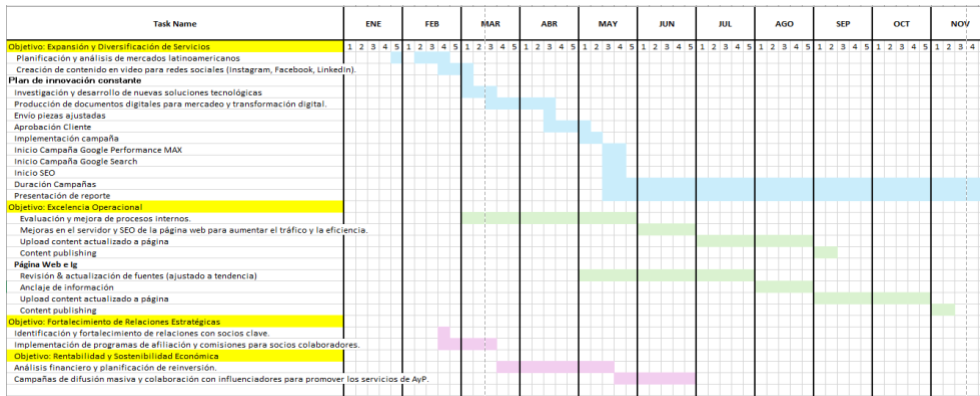 Task Name ENE FEB MAR ABR MAY JUN JUL AGO SEP OCT NOV
Objetivo: Expansión y Diversificación de Servicios 1 2 3 4 5 1 2 3 4 5 1 2 3 4 5 1 2 3 4 5 1 2 3 4 5 1 2 3 4 5 1 2 3 4 5 1 2 3 4 5 1 2 3 4 5 1 2 3 4 5 1 2 3 4
Planificación y análisis de mercados latinoamericanos
Creación de contenido en video para redes sociales (Instagram, Facebook, LinkedIn).
Plan de innovación constante
Investigación y desarrollo de nuevas soluciones tecnológicas
Producción de documentos digitales para mercadeo y transformación digital.
Envío piezas ajustadas
Aprobación Cliente
Implementación campaña
Inicio Campaña Google Performance MAX
Inicio Campaña Google Search
Inicio SEO
Duración Campañas
Presentación de reporte
Objetivo: Excelencia Operacional
Evaluación y mejora de procesos internos.
Mejoras en el servidor y SEO de la página web para aumentar el tráfico y la eficiencia.
Upload content actualizado a página
Content publishing
Página Web e Ig
Revisión & actualización de fuentes (ajustado a tendencia)
Anclaje de información
Upload content actualizado a página
Content publishing
Objetivo: Fortalecimiento de Relaciones Estratégicas
Identificación y fortalecimiento de relaciones con socios clave.
Implementación de programas de afiliación y comisiones para socios colaboradores.
Objetivo: Rentabilidad y Sostenibilidad Económica
Análisis financiero y planificación de reinversión.
Campañas de difusión masiva y colaboración con influenciadores para promover los servicios de AyP.